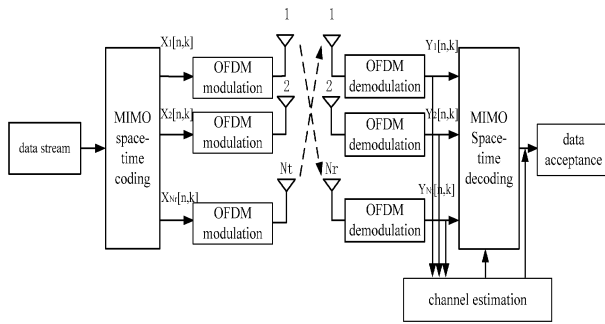 data stream
MIMO
space-
time
coding
X1[n,k]
X2[n,k]
XNt[n,k]
OFDM
modulation
OFDM
modulation
OFDM
modulation
1
2
Nt
1
2
Nr
OFDM
demodulation
OFDM
demodulation
OFDM
demodulation
Y1[n,k]
Y2[n,k]
YN[n,k]
MIMO
Space-
time
decoding
data
acceptance
channel estimation